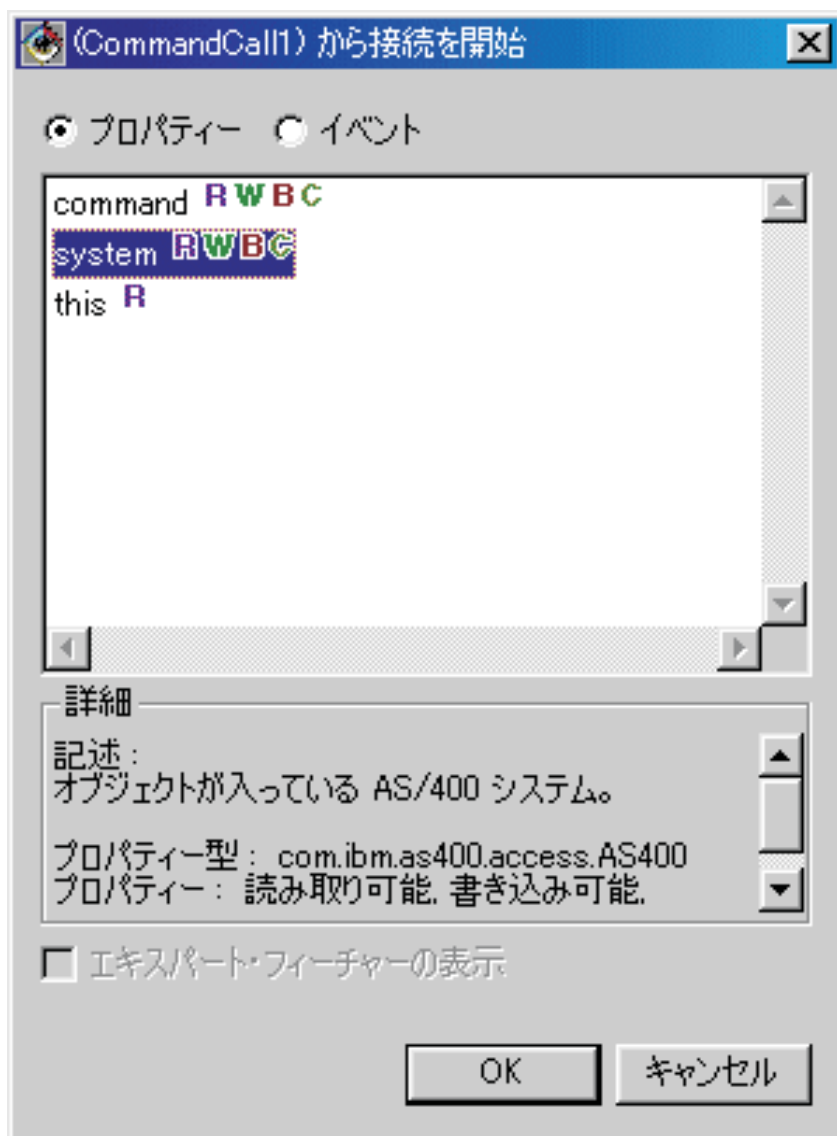 (CommandCall1) から接続を開始
プロパティー イベント
command R W B C
system R W B C
this R
詳細
記述 :
オブジェクトが入っている AS/400 システム。
プロパティー型 : com.ibm.as400.access.AS400
プロパティー : 読み取り可能, 書き込み可能,
エキスパート・フィーチャーの表示
OK キャンセル